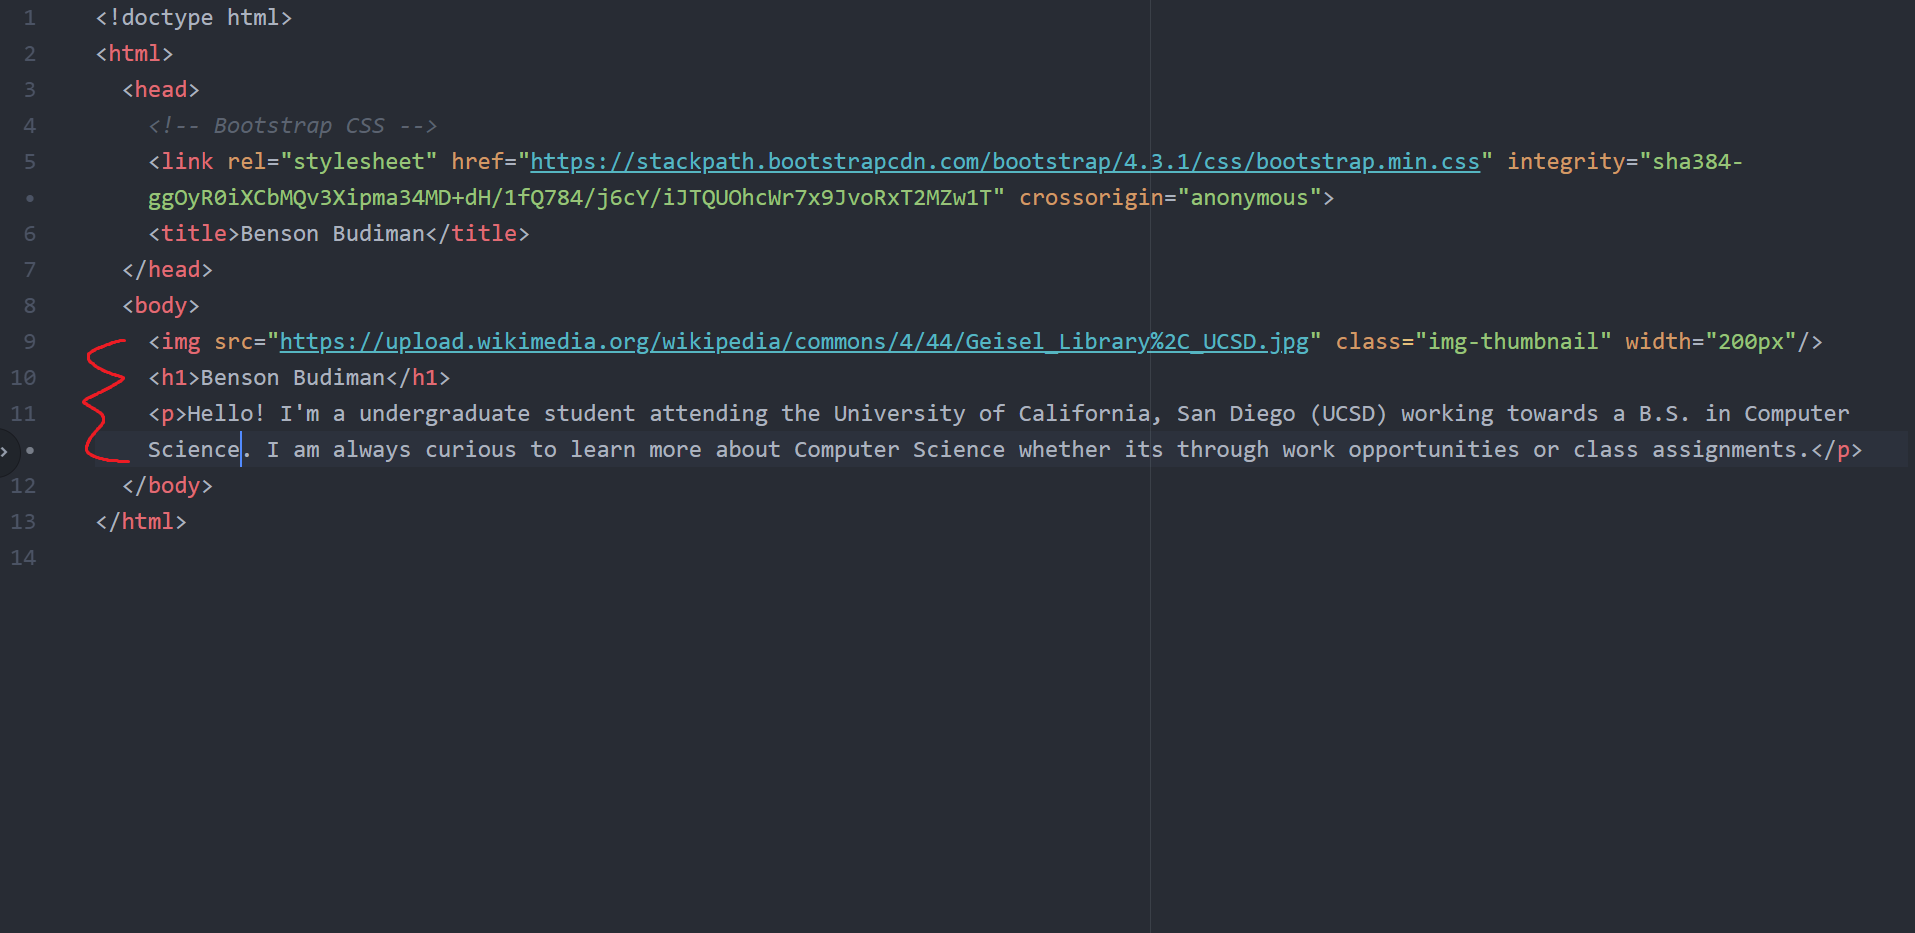 1 <!doctype html>
2 <html>
3 <head>
4 <!-- Bootstrap CSS -->
5 <link rel="stylesheet" href="https://stackpath.bootstrapcdn.com/bootstrap/4.3.1/css/bootstrap.min.css" integrity="sha384-
• ggOyR0iXCbMQv3Xipma34MD+dH/1fQ784/j6cY/iJTQUOhcWr7x9JvoRxT2MZw1T" crossorigin="anonymous">
6 <title>Benson Budiman</title>
7 </head>
8 <body>
9 <img src="https://upload.wikimedia.org/wikipedia/commons/4/44/Geisel_Library%2C_UCSD.jpg" class="img-thumbnail" width="200px"/>
10 <h1>Benson Budiman</h1>
11 <p>Hello! I'm a undergraduate student attending the University of California, San Diego (UCSD) working towards a B.S. in Computer
• Science. I am always curious to learn more about Computer Science whether its through work opportunities or class assignments.</p>
12 </body>
13 </html>
14